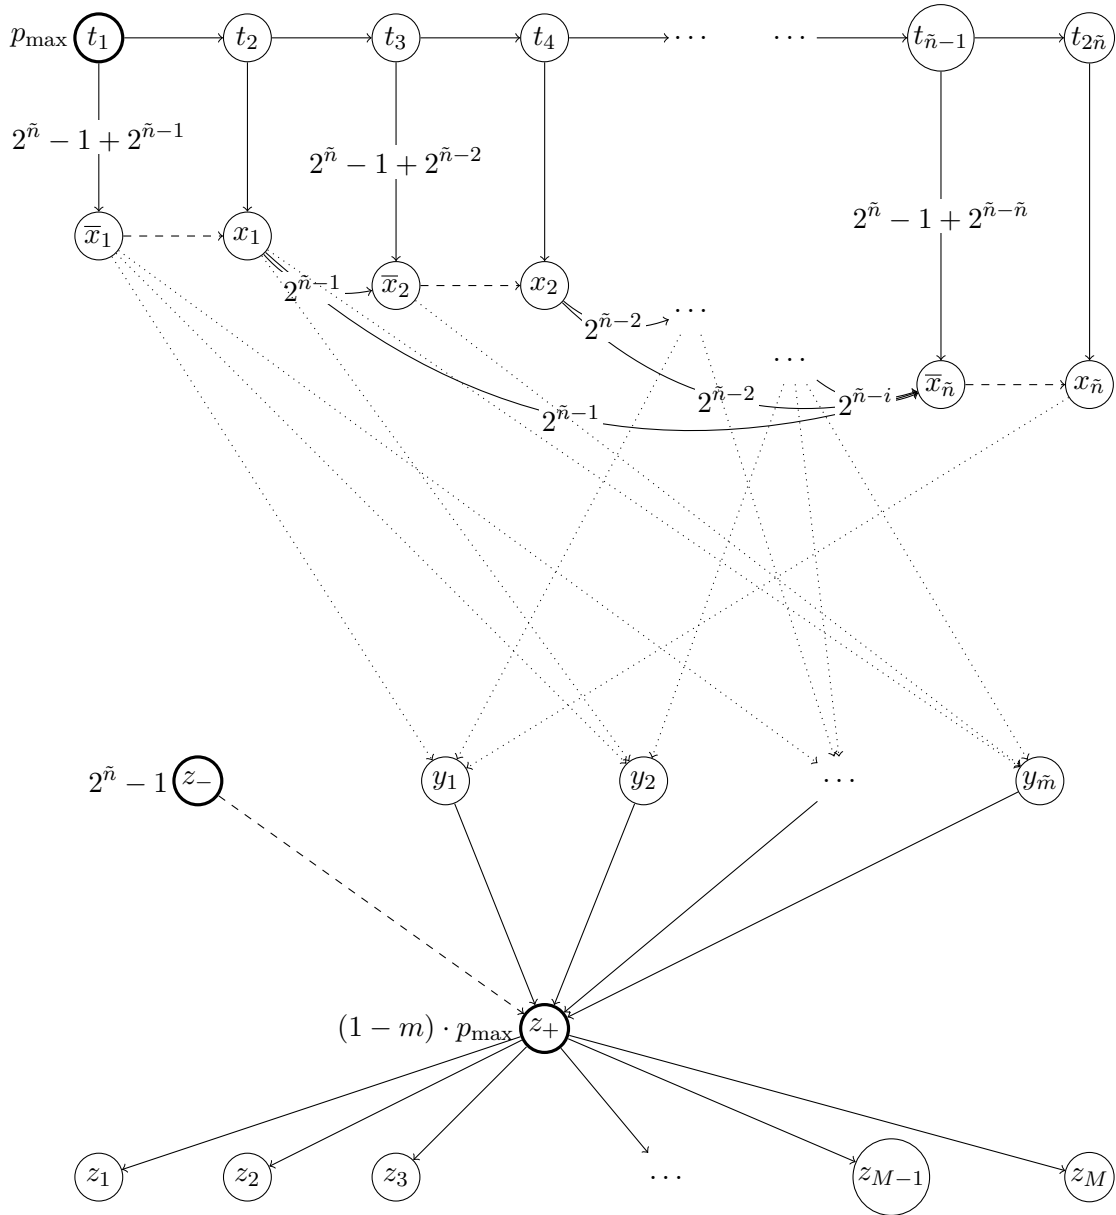 p_max t_1 t_2 t_3 t_4 ⋯ ⋯ t_{ñ−1} t_{2ñ}
2^ñ − 1 + 2^{ñ−1}
2^ñ − 1 + 2^{ñ−2}
2^ñ − 1 + 2^{ñ−ñ}
x̅_1 x_1
2^{ñ−1} x̅_2 x_2
⋯
2^{ñ−2}
⋯
x̅_ñ x_ñ
2^{ñ−2} 2^{ñ−i}
2^{ñ−1}
2^ñ − 1 z_− y_1 y_2 ⋯ y_m̃
(1 − m) · p_max z_+
z_1 z_2 z_3 ⋯ z_{M−1} z_M